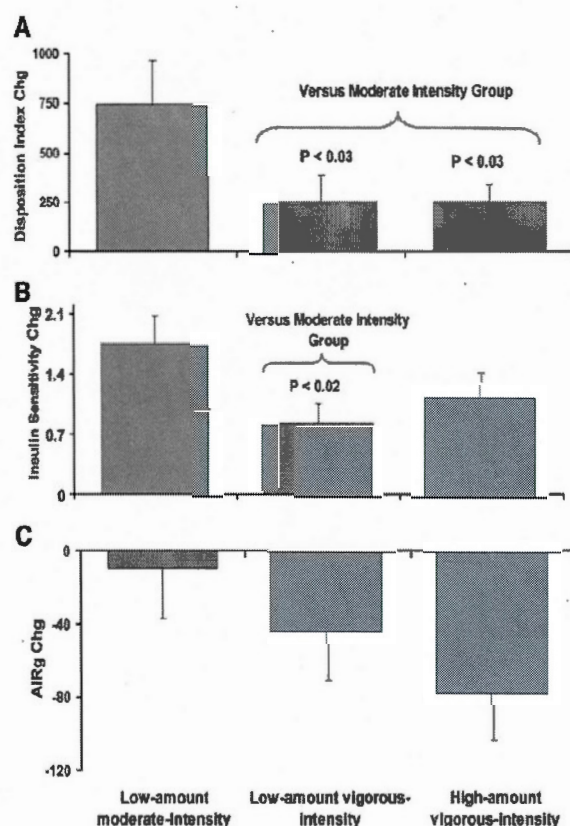 A
Disposition Index Chg
1000
750
500
250
0
Versus Moderate Intensity Group
P < 0.03
P < 0.03
B
Insulin Sensitivity Chg
2.1
1.4
0.7
0
Versus Moderate Intensity
Group
P < 0.02
C
AIRg Chg
0
-40
-80
-120
Low-amount
moderate-intensity
Low-amount vigorous-
intensity
High-amount
vigorous-intensity